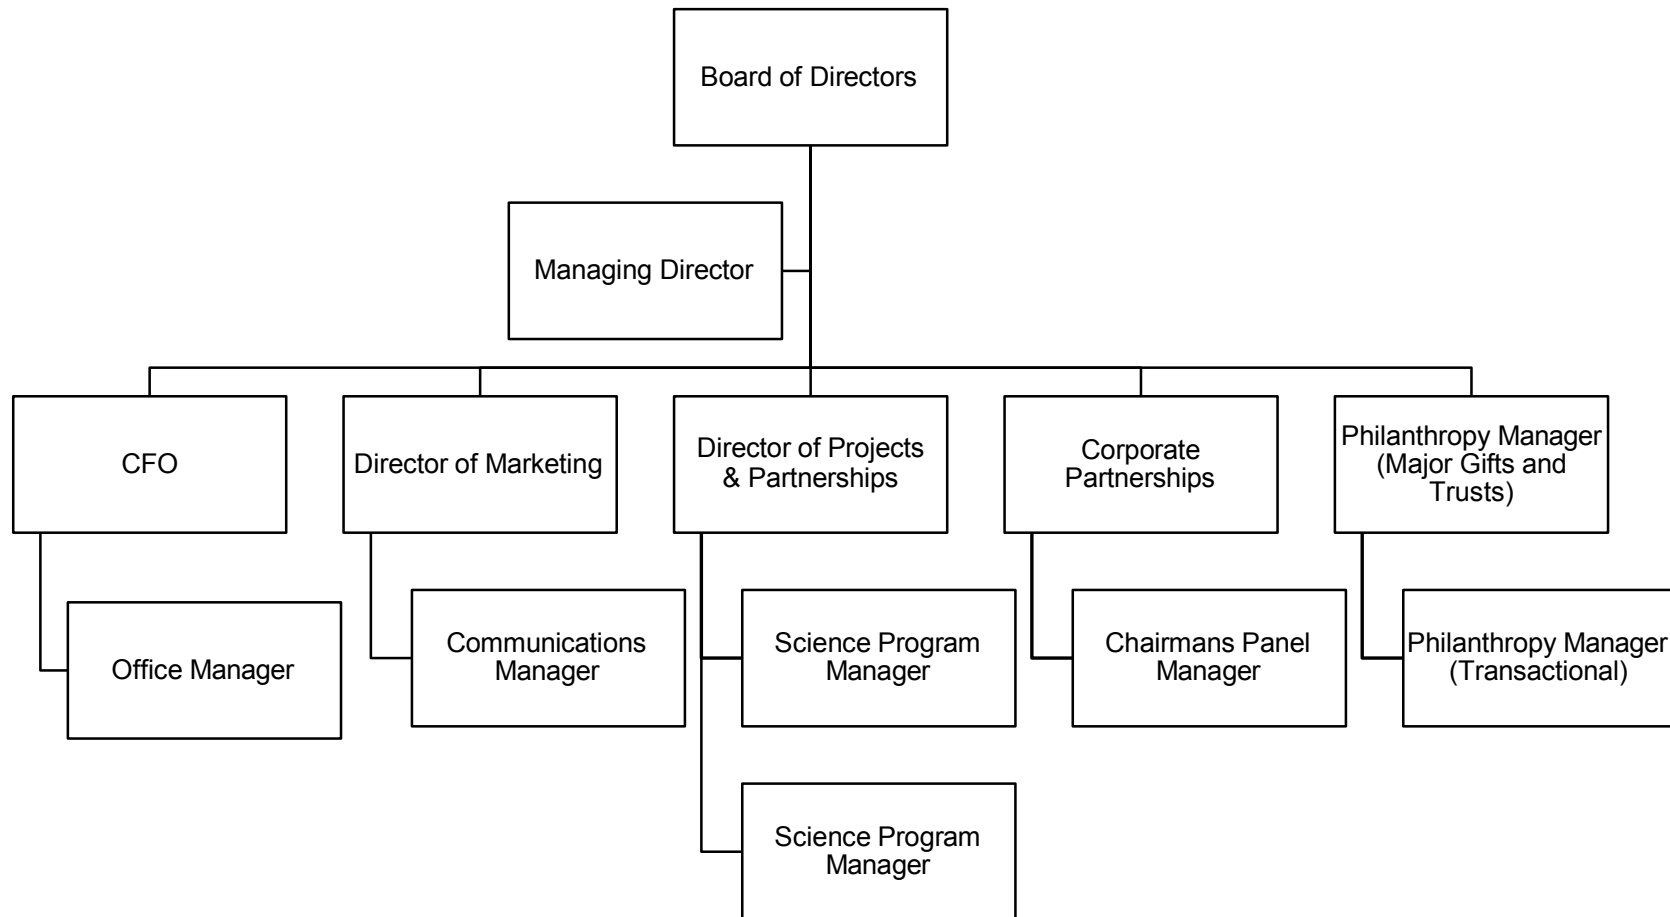 Board of Directors
Managing Director
CFO
Director of Marketing
Director of Projects
& Partnerships
Corporate
Partnerships
Philanthropy Manager
(Major Gifts and
Trusts)
Office Manager
Communications
Manager
Science Program
Manager
Chairmans Panel
Manager
Philanthropy Manager
(Transactional)
Science Program
Manager